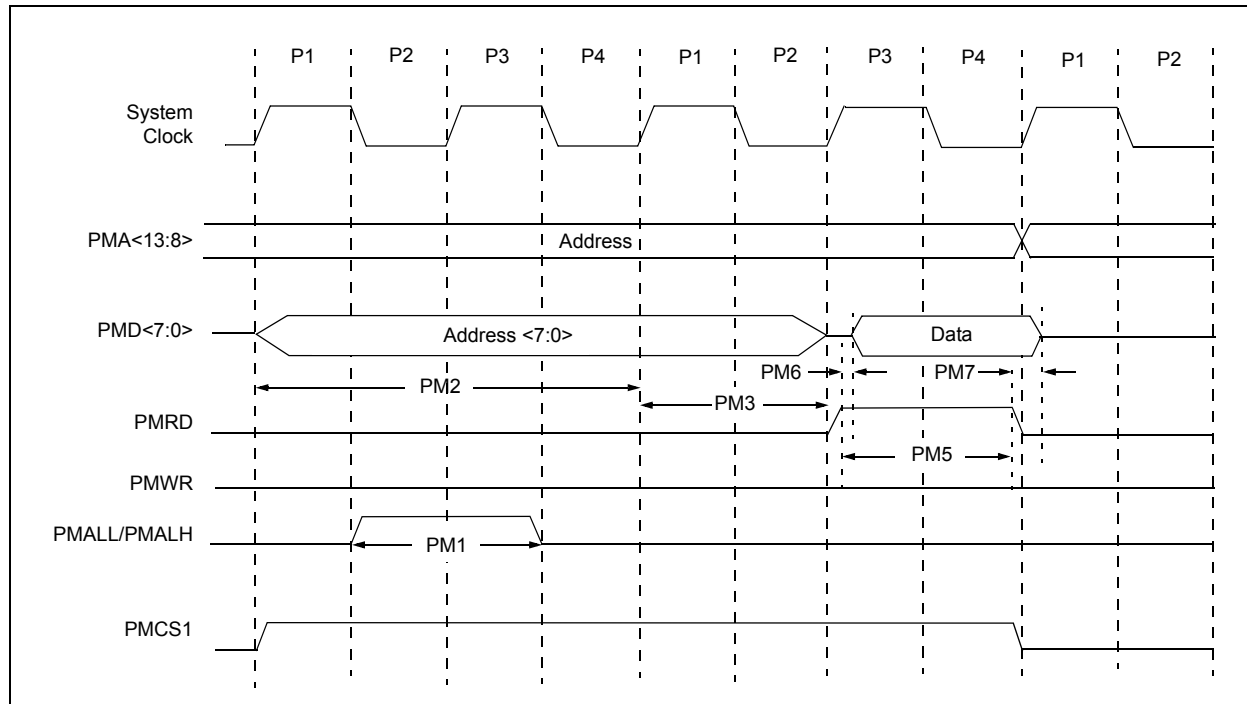 P1 P2 P3 P4 P1 P2 P3 P4 P1 P2
System
Clock
PMA<13:8> Address
PMD<7:0> Address <7:0> Data
PM6 PM7
PM2
PM3
PMRD
PM5
PMWR
PMALL/PMALH
PM1
PMCS1